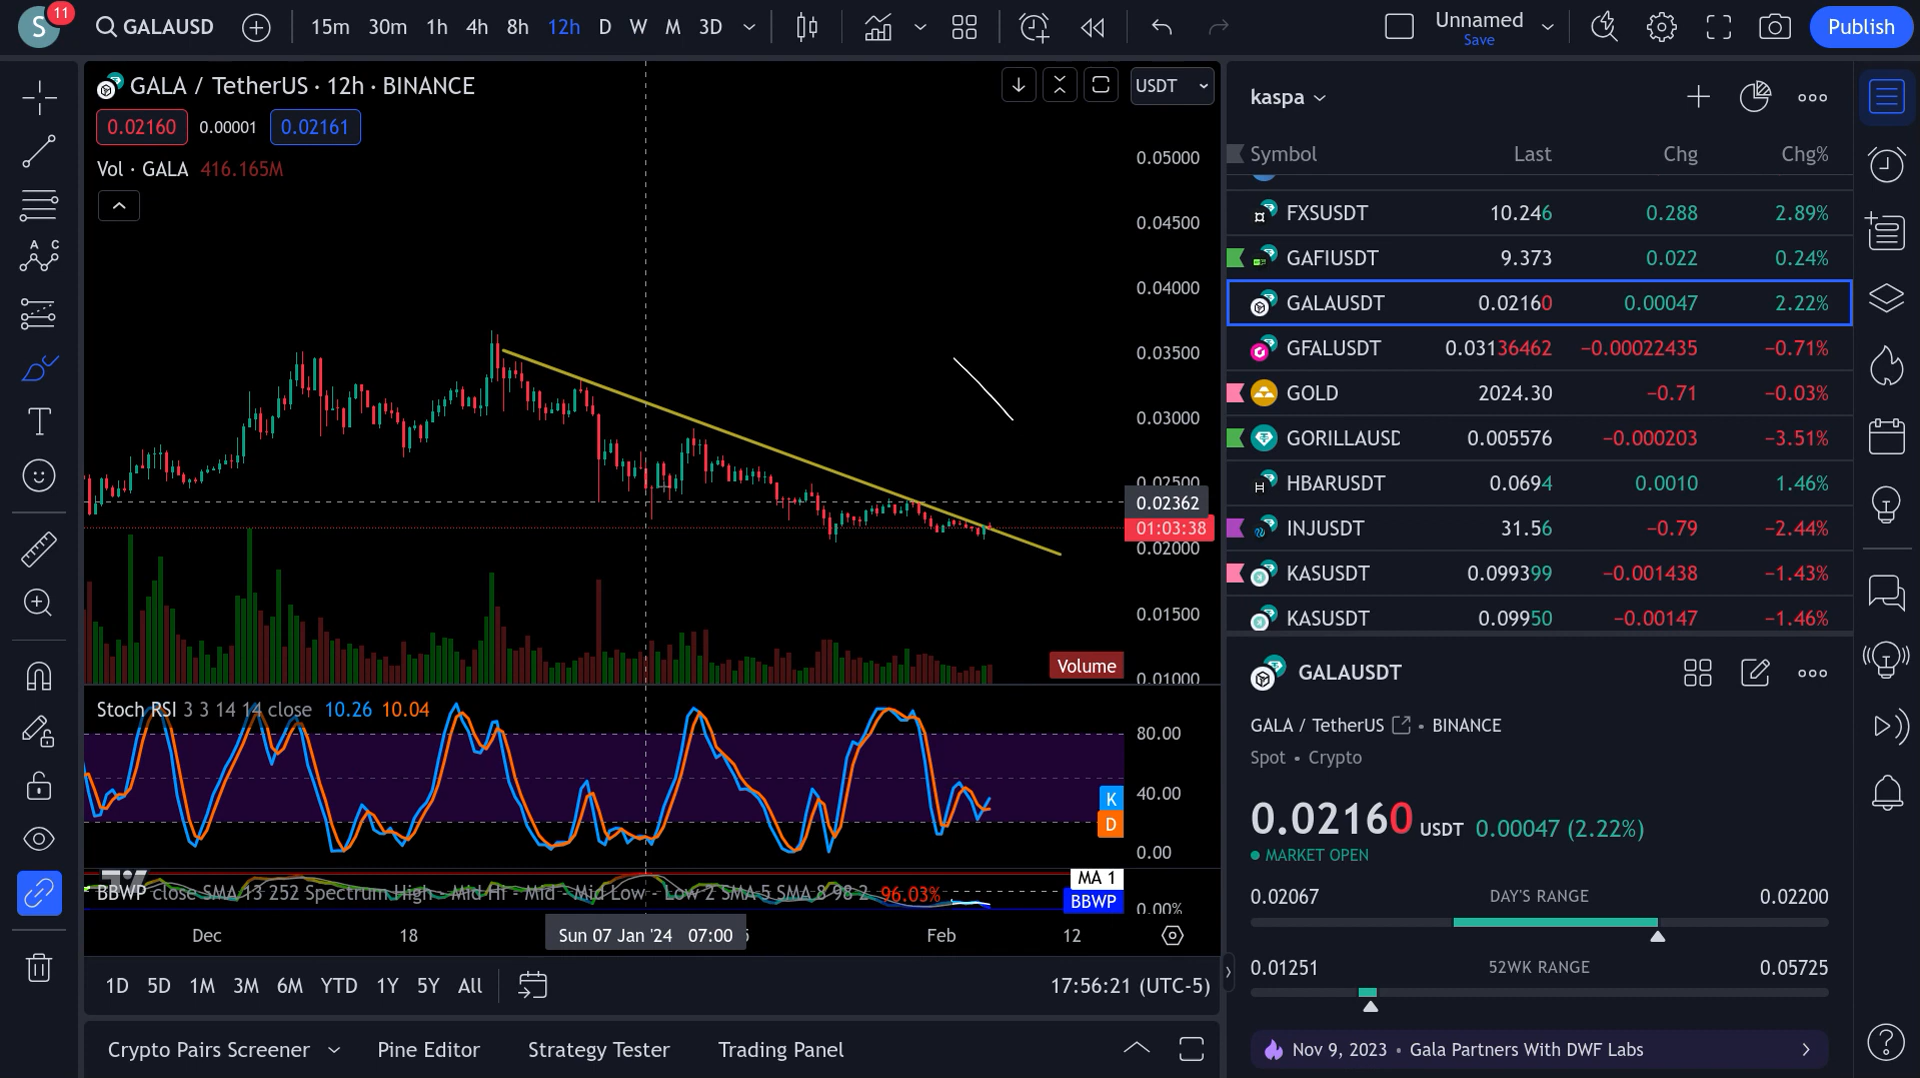 S 11 GALAUSD 15m 30m 1h 4h 8h 12h D W M 3D Unnamed Save Publish
GALA / TetherUS · 12h · BINANCE USDT
0.02160 0.00001 0.02161
Vol · GALA 416.165M
0.05000
0.04500
0.04000
0.03500
0.03000
0.02500
0.02362
01:03:38
0.02000
0.01500
0.01000
Volume
Stoch RSI 3 3 14 14 close 10.26 10.04
80.00
40.00
0.00
K
D
MA 1
BBWP close SMA 13 252 Spectrum High - Mid Hi - Mid - Mid Low - Low 2 SMA 5 SMA 8 98 2 96.03%
BBWP
0.00%
Dec 18 Sun 07 Jan '24 07:00 Feb 12
1D 5D 1M 3M 6M YTD 1Y 5Y All 17:56:21 (UTC-5)
Crypto Pairs Screener Pine Editor Strategy Tester Trading Panel
kaspa
Symbol Last Chg Chg%
FXSUSDT 10.246 0.288 2.89%
GAFIUSDT 9.373 0.022 0.24%
GALAUSDT 0.02160 0.00047 2.22%
GFALUSDT 0.03136462 −0.00022435 −0.71%
GOLD 2024.30 −0.71 −0.03%
GORILLAUSD 0.005576 −0.000203 −3.51%
HBARUSDT 0.0694 0.0010 1.46%
INJUSDT 31.56 −0.79 −2.44%
KASUSDT 0.099399 −0.001438 −1.43%
KASUSDT 0.09950 −0.00147 −1.46%
GALAUSDT
GALA / TetherUS • BINANCE
Spot • Crypto
0.02160 USDT 0.00047 (2.22%)
MARKET OPEN
0.02067 DAY'S RANGE 0.02200
0.01251 52WK RANGE 0.05725
Nov 9, 2023 • Gala Partners With DWF Labs